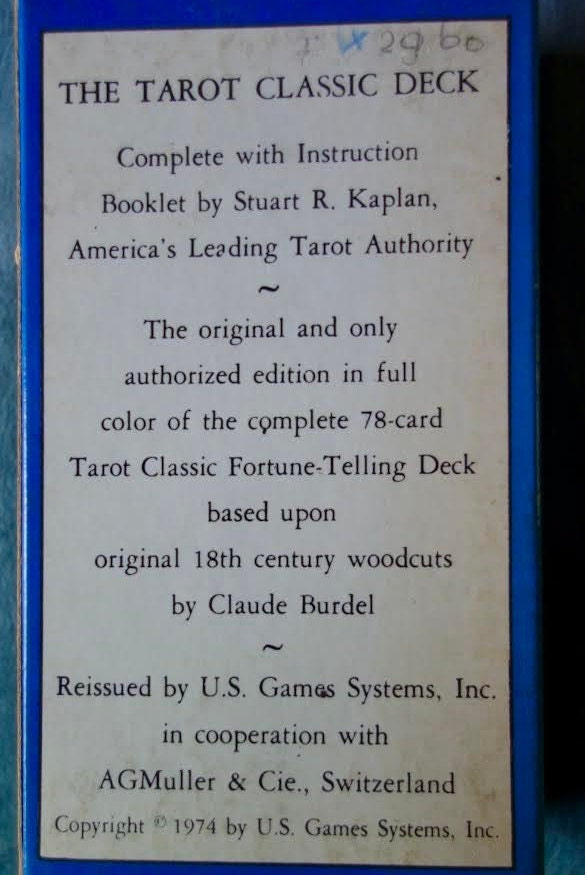 29 60
THE TAROT CLASSIC DECK
Complete with Instruction
Booklet by Stuart R. Kaplan,
America's Leading Tarot Authority
~
The original and only
authorized edition in full
color of the complete 78-card
Tarot Classic Fortune-Telling Deck
based upon
original 18th century woodcuts
by Claude Burdel
~
Reissued by U.S. Games Systems, Inc.
in cooperation with
AGMuller & Cie., Switzerland
Copyright © 1974 by U.S. Games Systems, Inc.